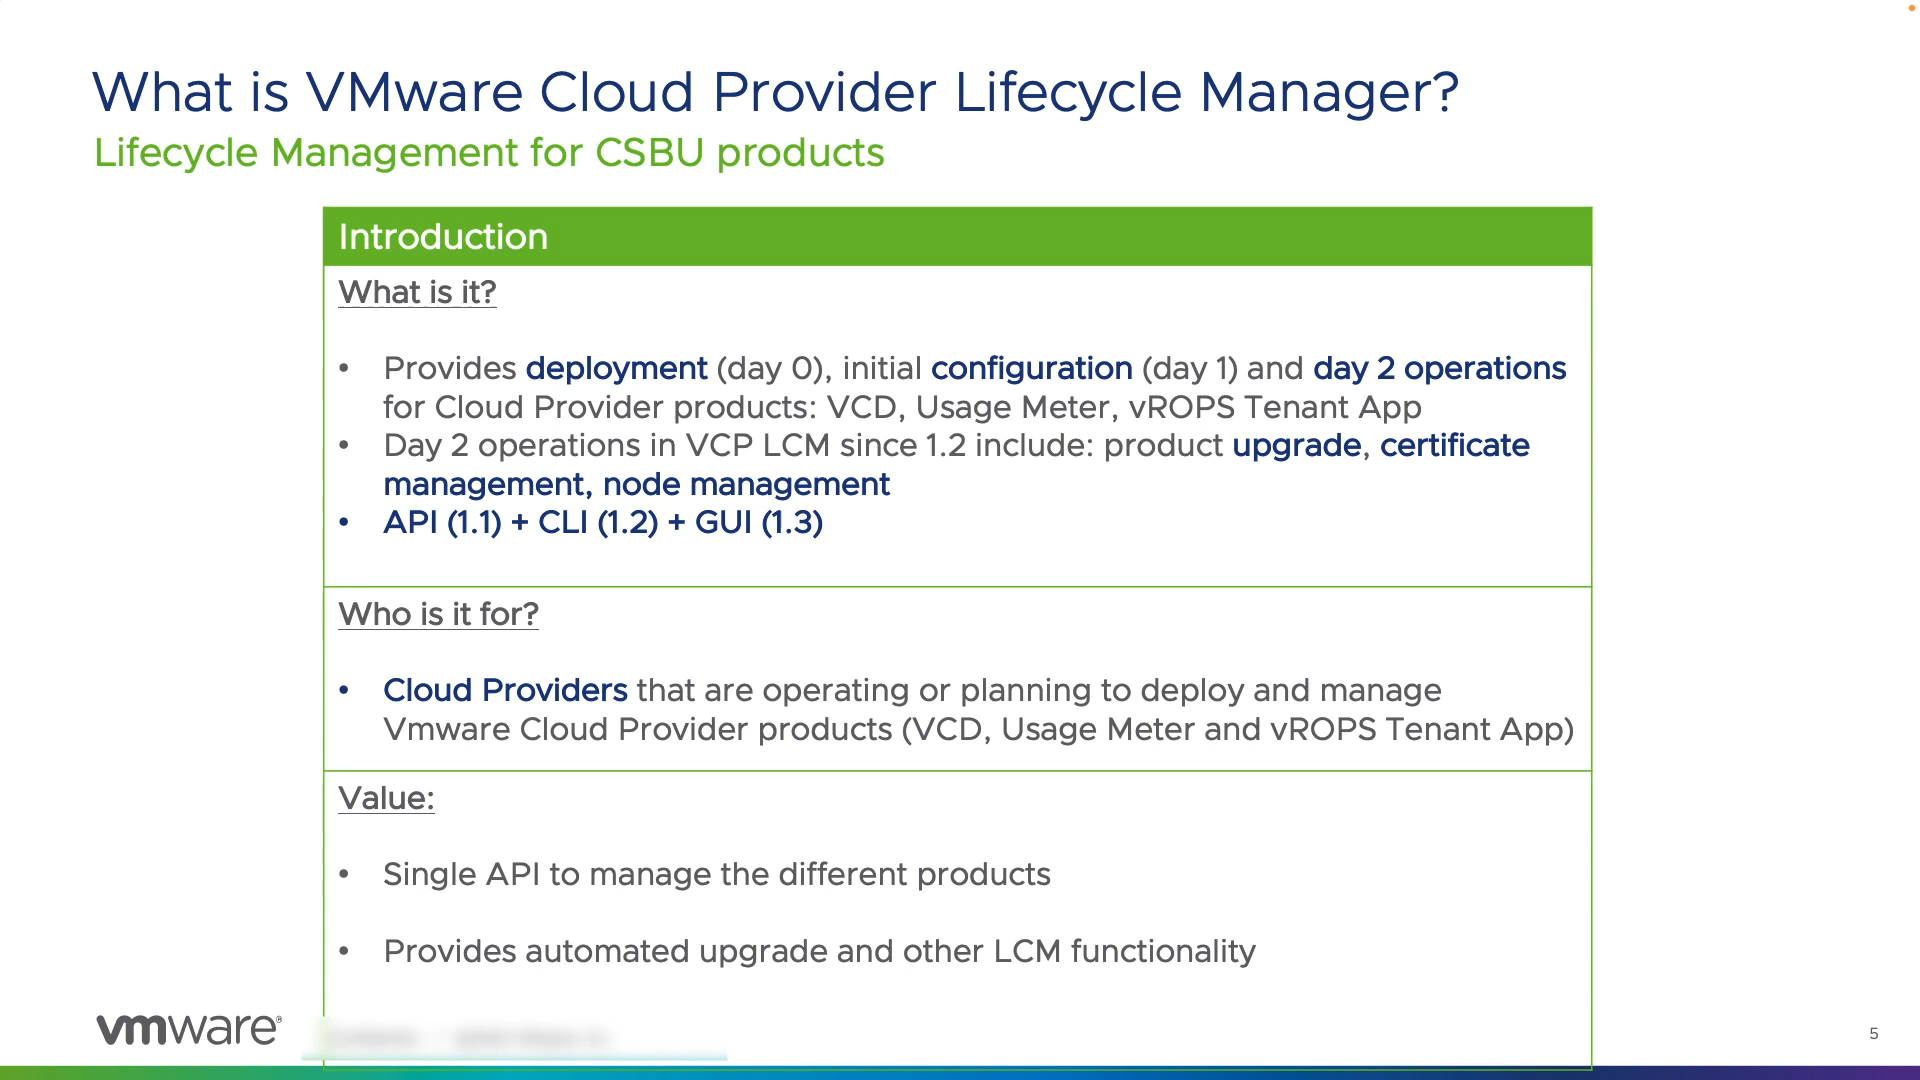 What is VMware Cloud Provider Lifecycle Manager?
Lifecycle Management for CSBU products
Introduction
What is it?
• Provides deployment (day 0), initial configuration (day 1) and day 2 operations
for Cloud Provider products: VCD, Usage Meter, vROPS Tenant App
• Day 2 operations in VCP LCM since 1.2 include: product upgrade, certificate
management, node management
• API (1.1) + CLI (1.2) + GUI (1.3)
Who is it for?
• Cloud Providers that are operating or planning to deploy and manage
Vmware Cloud Provider products (VCD, Usage Meter and vROPS Tenant App)
Value:
• Single API to manage the different products
• Provides automated upgrade and other LCM functionality
vmware®
5